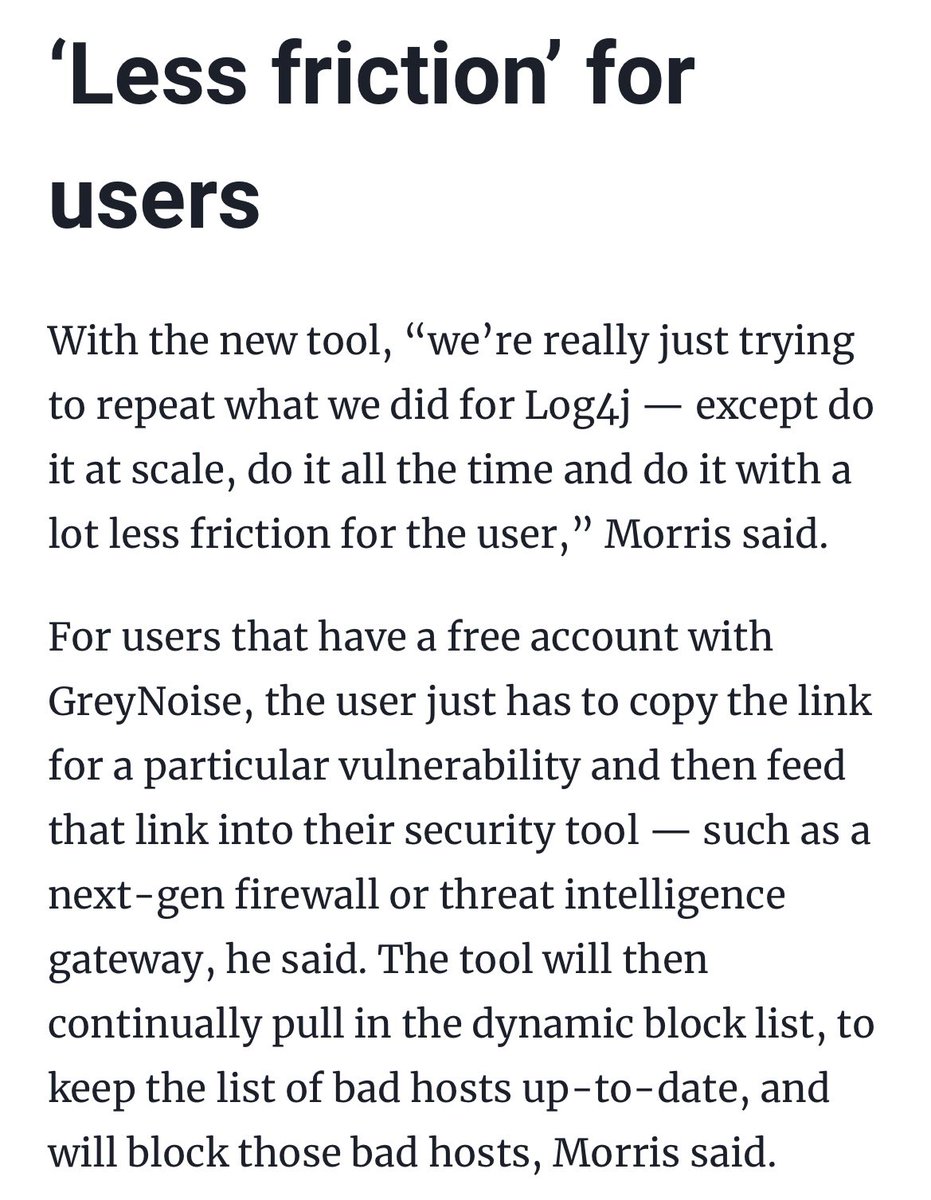 ‘Less friction’ for
users
With the new tool, “we’re really just trying
to repeat what we did for Log4j — except do
it at scale, do it all the time and do it with a
lot less friction for the user,” Morris said.
For users that have a free account with
GreyNoise, the user just has to copy the link
for a particular vulnerability and then feed
that link into their security tool — such as a
next-gen firewall or threat intelligence
gateway, he said. The tool will then
continually pull in the dynamic block list, to
keep the list of bad hosts up-to-date, and
will block those bad hosts, Morris said.